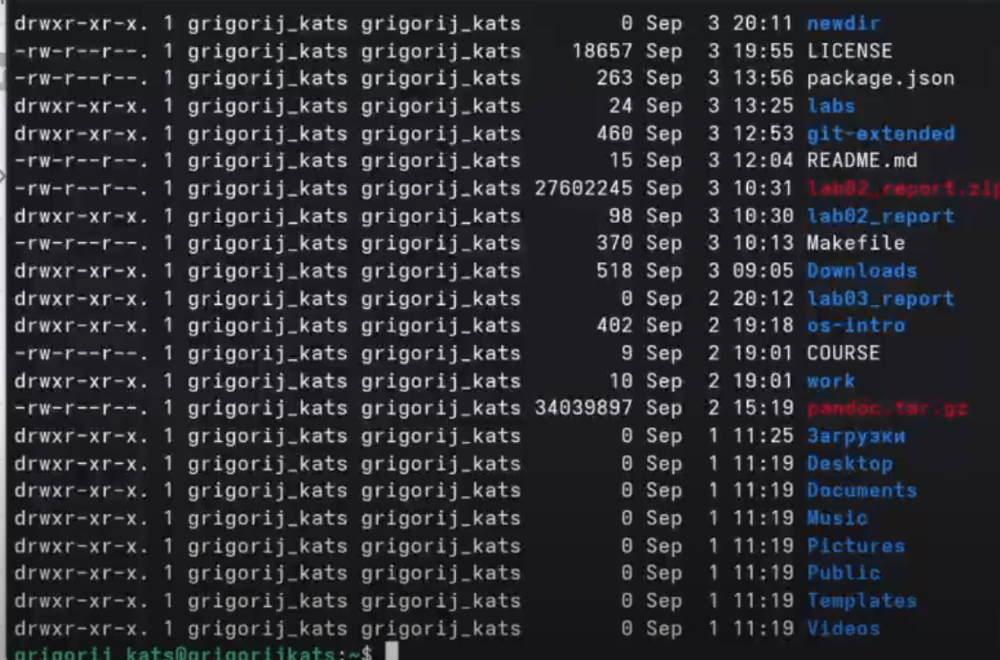 drwxr-xr-x. 1 grigorij_kats grigorij_kats        0 Sep  3 20:11 newdir
-rw-r--r--. 1 grigorij_kats grigorij_kats    18657 Sep  3 19:55 LICENSE
-rw-r--r--. 1 grigorij_kats grigorij_kats      263 Sep  3 13:56 package.json
drwxr-xr-x. 1 grigorij_kats grigorij_kats       24 Sep  3 13:25 labs
drwxr-xr-x. 1 grigorij_kats grigorij_kats      460 Sep  3 12:53 git-extended
-rw-r--r--. 1 grigorij_kats grigorij_kats       15 Sep  3 12:04 README.md
-rw-r--r--. 1 grigorij_kats grigorij_kats 27602245 Sep  3 10:31 lab02_report.zip
drwxr-xr-x. 1 grigorij_kats grigorij_kats       98 Sep  3 10:30 lab02_report
-rw-r--r--. 1 grigorij_kats grigorij_kats      370 Sep  3 10:13 Makefile
drwxr-xr-x. 1 grigorij_kats grigorij_kats      518 Sep  3 09:05 Downloads
drwxr-xr-x. 1 grigorij_kats grigorij_kats        0 Sep  2 20:12 lab03_report
drwxr-xr-x. 1 grigorij_kats grigorij_kats      402 Sep  2 19:18 os-intro
-rw-r--r--. 1 grigorij_kats grigorij_kats        9 Sep  2 19:01 COURSE
drwxr-xr-x. 1 grigorij_kats grigorij_kats       10 Sep  2 19:01 work
-rw-r--r--. 1 grigorij_kats grigorij_kats 34039897 Sep  2 15:19 pandoc.tar.gz
drwxr-xr-x. 1 grigorij_kats grigorij_kats        0 Sep  1 11:25 Загрузки
drwxr-xr-x. 1 grigorij_kats grigorij_kats        0 Sep  1 11:19 Desktop
drwxr-xr-x. 1 grigorij_kats grigorij_kats        0 Sep  1 11:19 Documents
drwxr-xr-x. 1 grigorij_kats grigorij_kats        0 Sep  1 11:19 Music
drwxr-xr-x. 1 grigorij_kats grigorij_kats        0 Sep  1 11:19 Pictures
drwxr-xr-x. 1 grigorij_kats grigorij_kats        0 Sep  1 11:19 Public
drwxr-xr-x. 1 grigorij_kats grigorij_kats        0 Sep  1 11:19 Templates
drwxr-xr-x. 1 grigorij_kats grigorij_kats        0 Sep  1 11:19 Videos
grigorij_kats@grigorijkats:~$